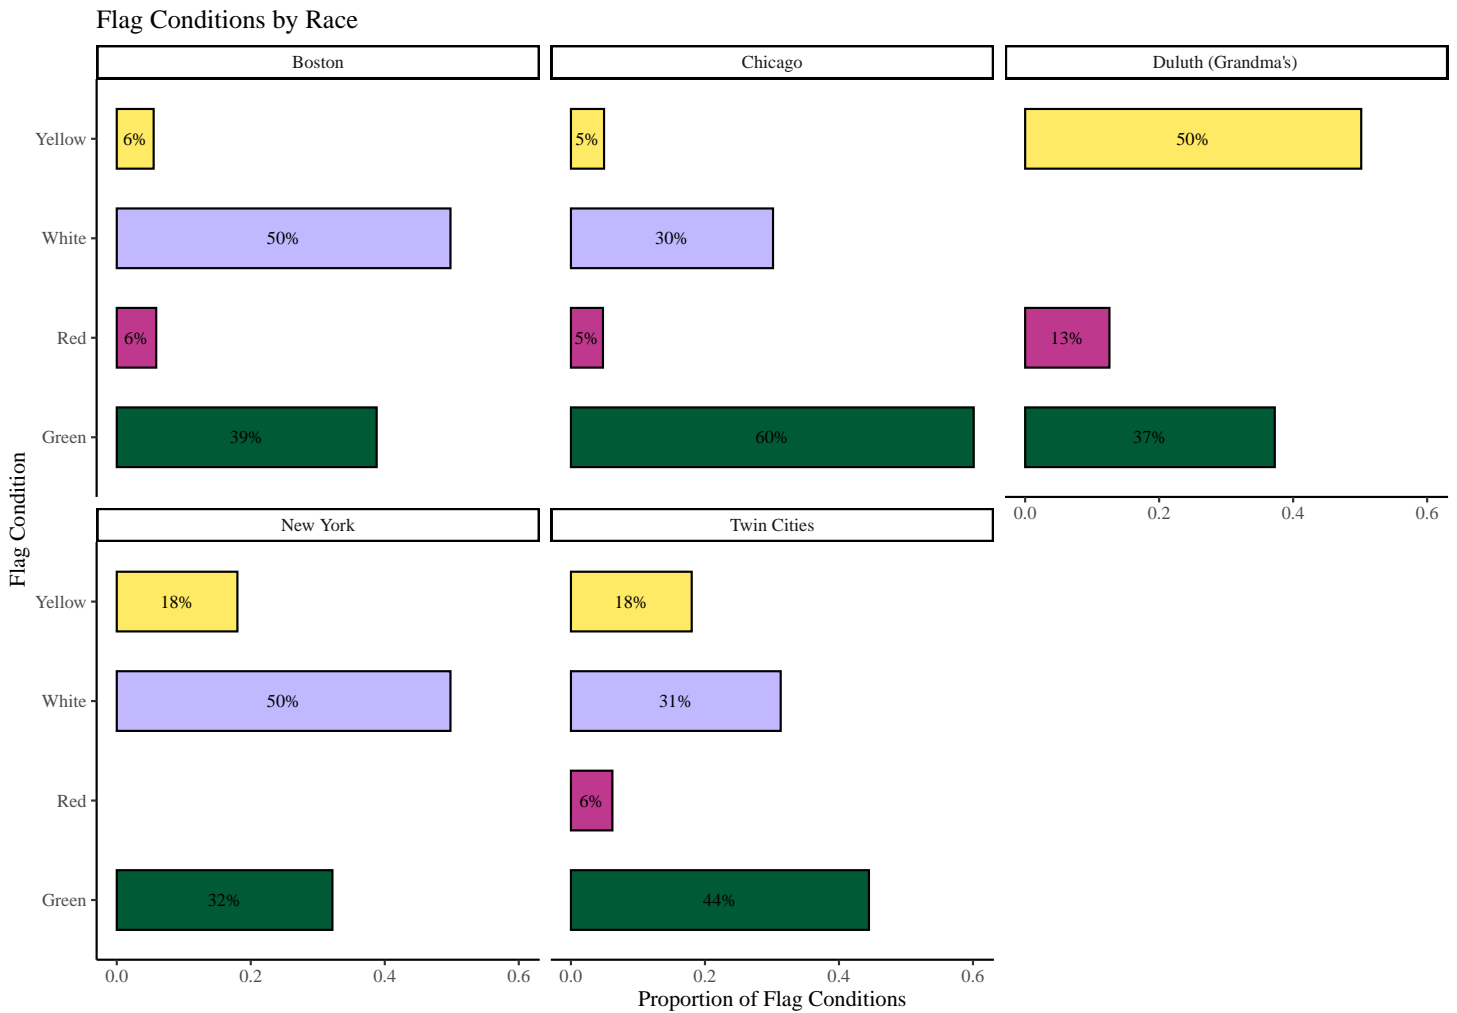 Flag Conditions by Race
Boston
Chicago
Duluth (Grandma's)
Yellow
6%
5%
50%
White
50%
30%
Red
6%
5%
13%
Green
39%
60%
37%
0.0
0.2
0.4
0.6
New York
Twin Cities
Yellow
18%
18%
White
50%
31%
Red
6%
Green
32%
44%
0.0
0.2
0.4
0.6
0.0
0.2
0.4
0.6
Proportion of Flag Conditions
Flag Condition